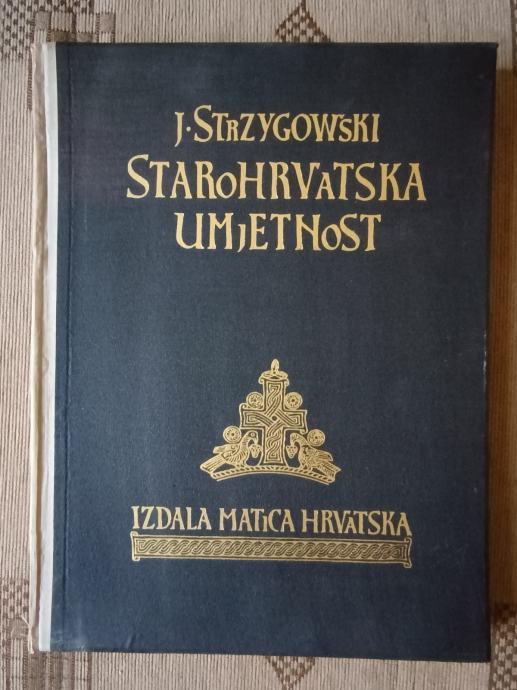 J. STRZYGOWSKI
STAROHRVATSKA
UMJETNOST
IZDALA MATICA HRVATSKA